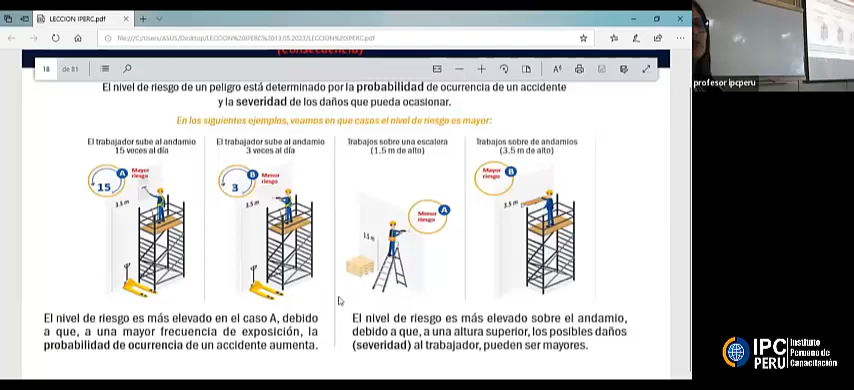 LECCION IPERC.pdf
file:///C:/Users/ASUS/Desktop/LECCION%20IPERC%2013.05.2023/LECCION%20IPERC.pdf
(Consecuencia)
18 de 81
El nivel de riesgo de un peligro está determinado por la probabilidad de ocurrencia de un accidente
y la severidad de los daños que pueda ocasionar.
En los siguientes ejemplos, veamos en que casos el nivel de riesgo es mayor:
El trabajador sube al andamio
15 veces al día
A
Mayor
riesgo
15
3.5 m
El trabajador sube al andamio
3 veces al día
B
Menor
riesgo
3
3.5 m
El nivel de riesgo es más elevado en el caso A, debido
a que, a una mayor frecuencia de exposición, la
probabilidad de ocurrencia de un accidente aumenta.
Trabajos sobre una escalera
(1.5 m de alto)
Menor
riesgo
A
1.5 m
Trabajos sobre de andamios
(3.5 m de alto)
Mayor
riesgo
B
3.5 m
El nivel de riesgo es más elevado sobre el andamio,
debido a que, a una altura superior, los posibles daños
(severidad) al trabajador, pueden ser mayores.
profesor ipcperu
IPC
PERU
Instituto
Peruano de
Capacitación